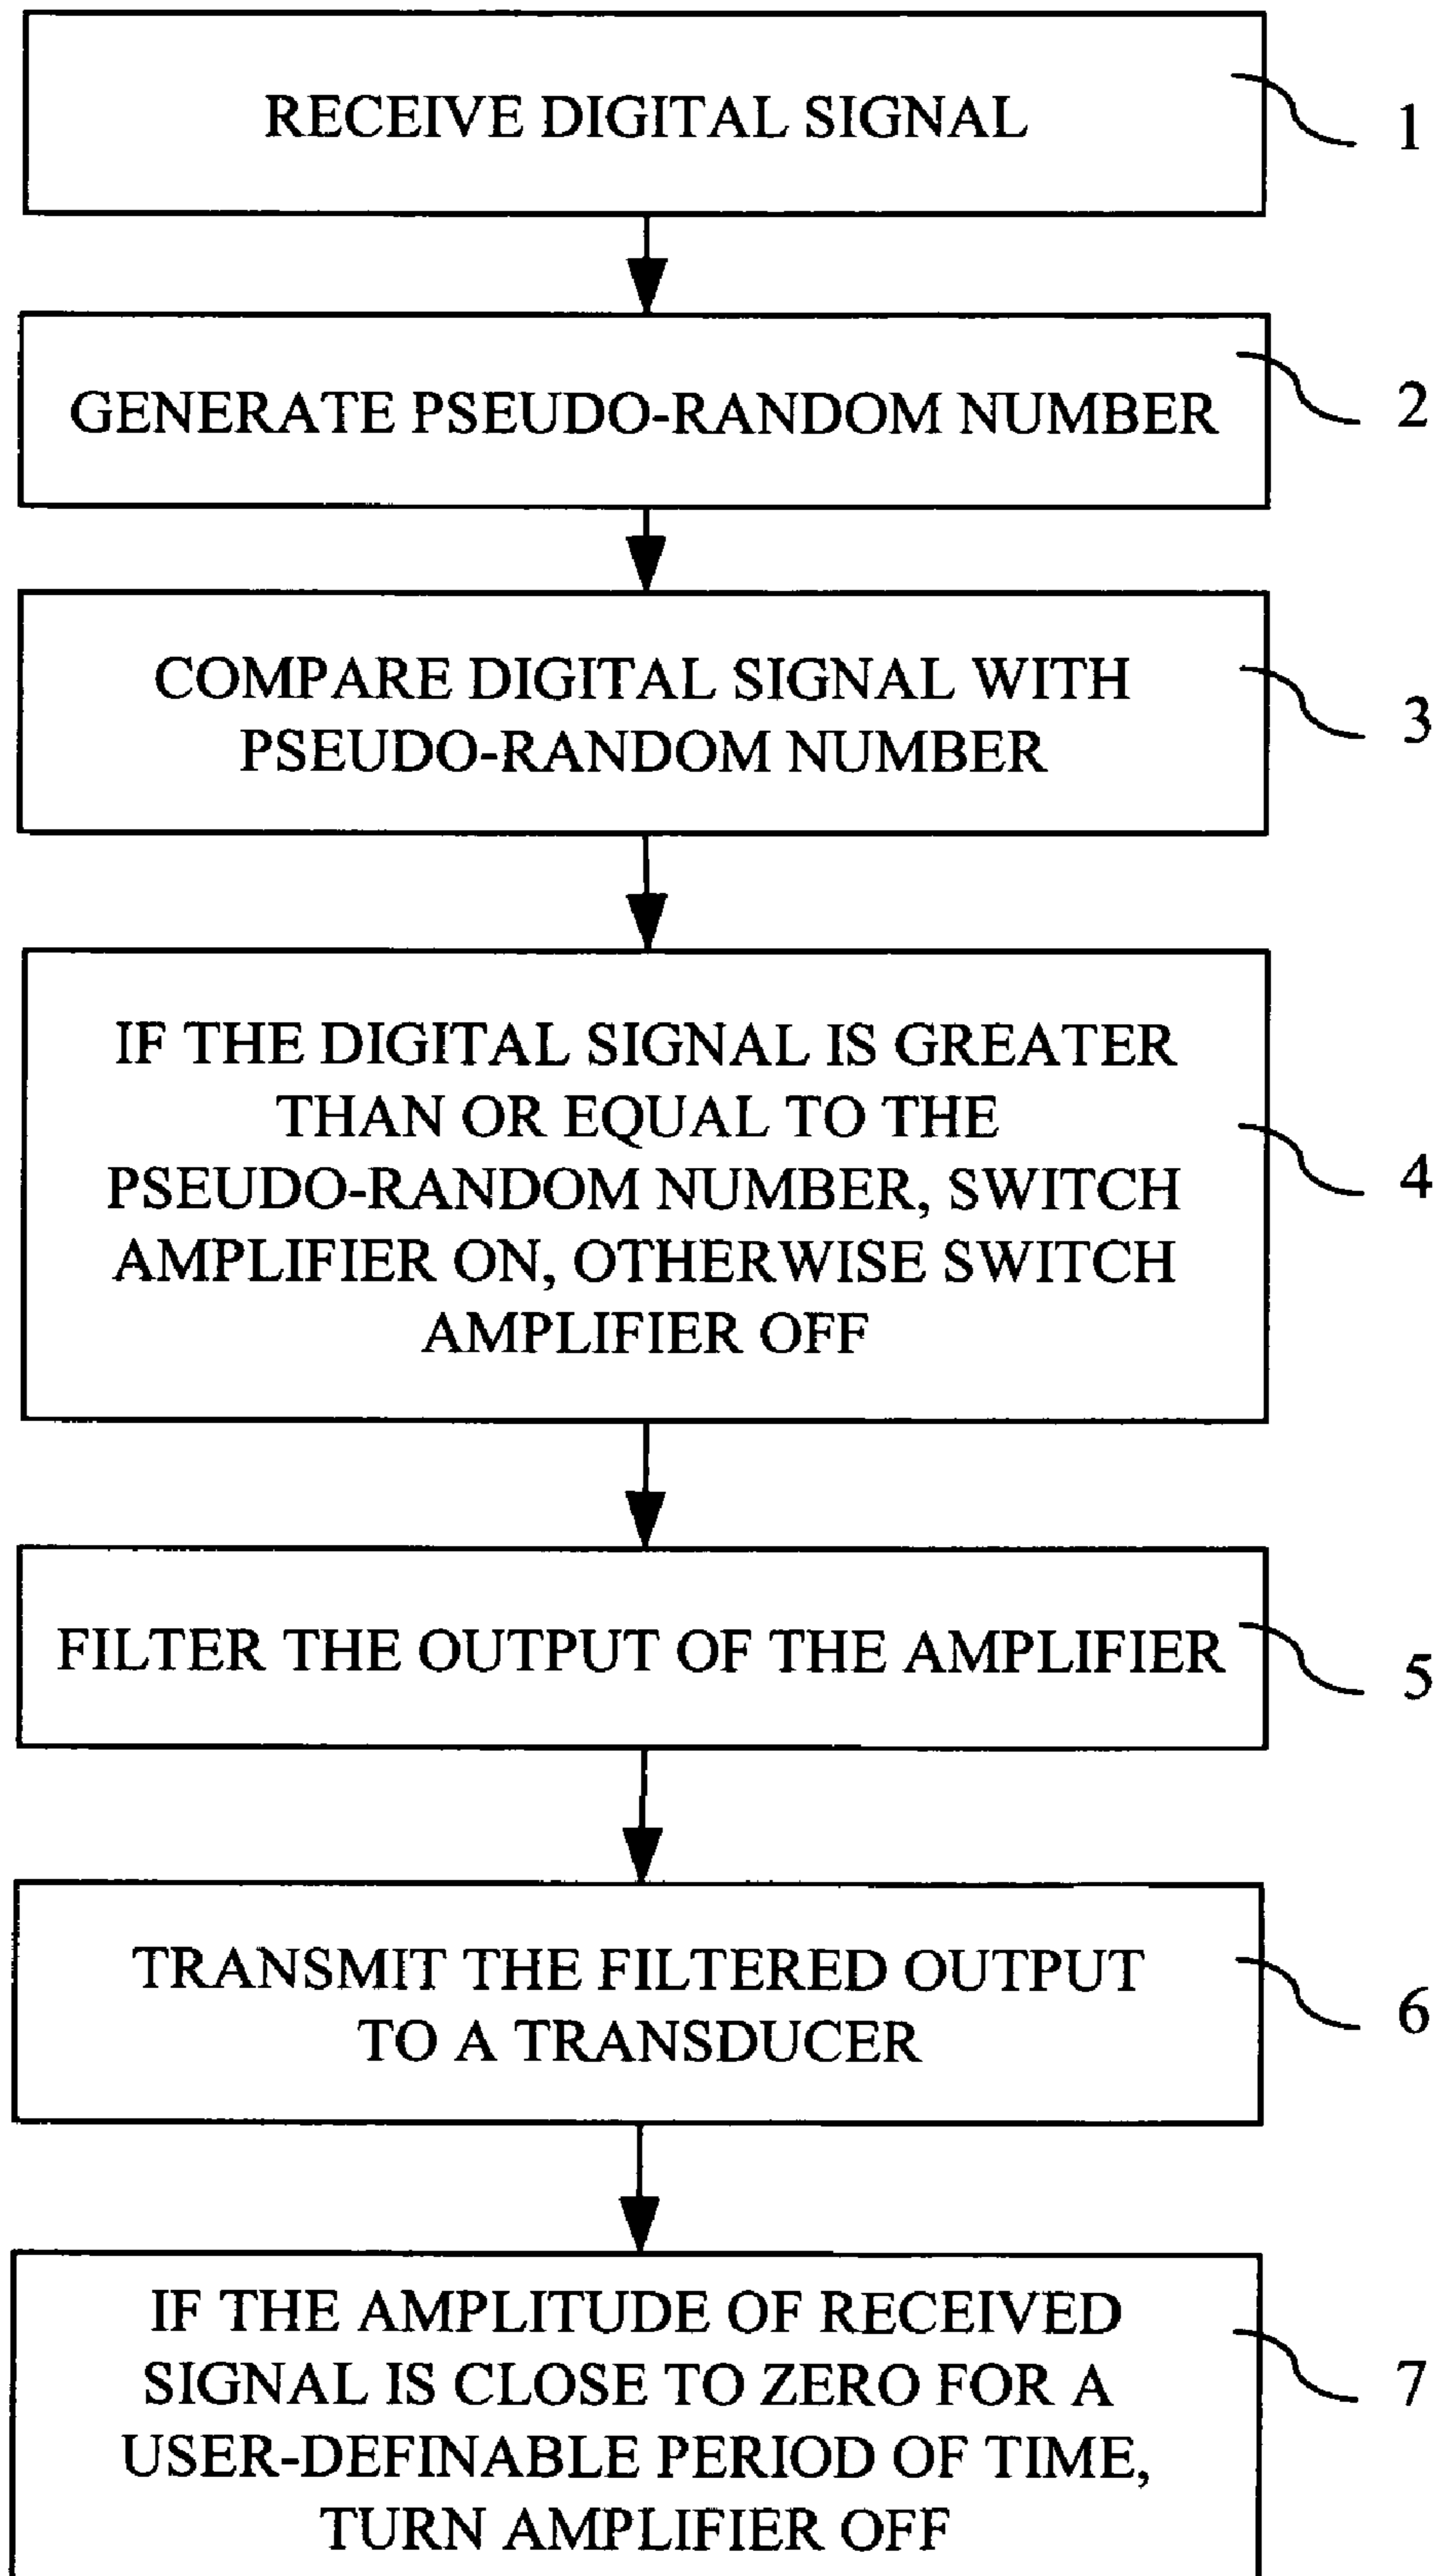 RECEIVE DIGITAL SIGNAL
1
GENERATE PSEUDO-RANDOM NUMBER
2
COMPARE DIGITAL SIGNAL WITH
PSEUDO-RANDOM NUMBER
3
IF THE DIGITAL SIGNAL IS GREATER
THAN OR EQUAL TO THE
PSEUDO-RANDOM NUMBER, SWITCH
AMPLIFIER ON, OTHERWISE SWITCH
AMPLIFIER OFF
4
FILTER THE OUTPUT OF THE AMPLIFIER
5
TRANSMIT THE FILTERED OUTPUT
TO A TRANSDUCER
6
IF THE AMPLITUDE OF RECEIVED
SIGNAL IS CLOSE TO ZERO FOR A
USER-DEFINABLE PERIOD OF TIME,
TURN AMPLIFIER OFF
7